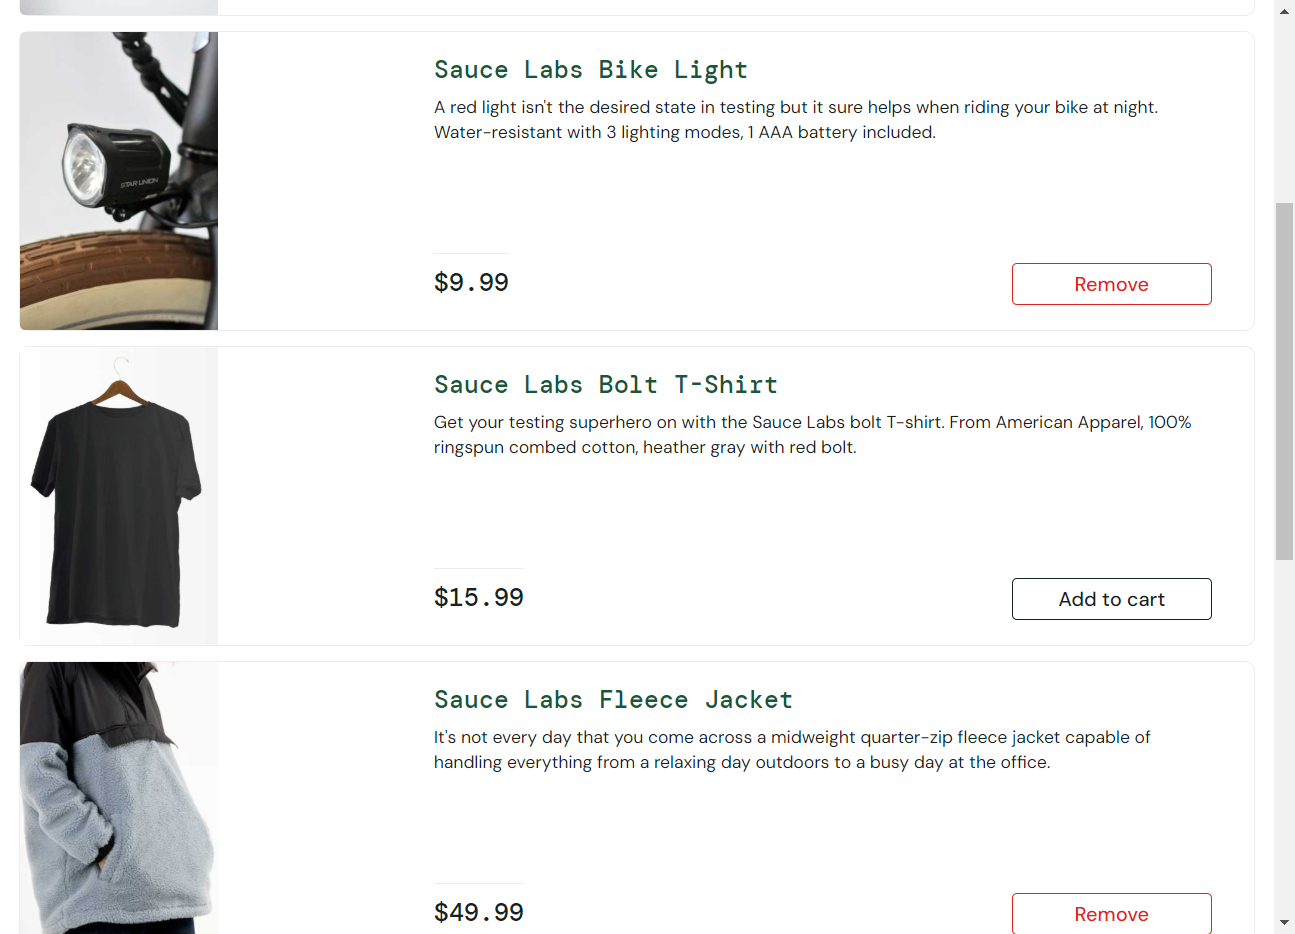 Sauce Labs Bike Light
A red light isn't the desired state in testing but it sure helps when riding your bike at night.
Water-resistant with 3 lighting modes, 1 AAA battery included.
STAR UNION
$9.99
Remove
Sauce Labs Bolt T-Shirt
Get your testing superhero on with the Sauce Labs bolt T-shirt. From American Apparel, 100%
ringspun combed cotton, heather gray with red bolt.
$15.99
Add to cart
Sauce Labs Fleece Jacket
It's not every day that you come across a midweight quarter-zip fleece jacket capable of
handling everything from a relaxing day outdoors to a busy day at the office.
$49.99
Remove